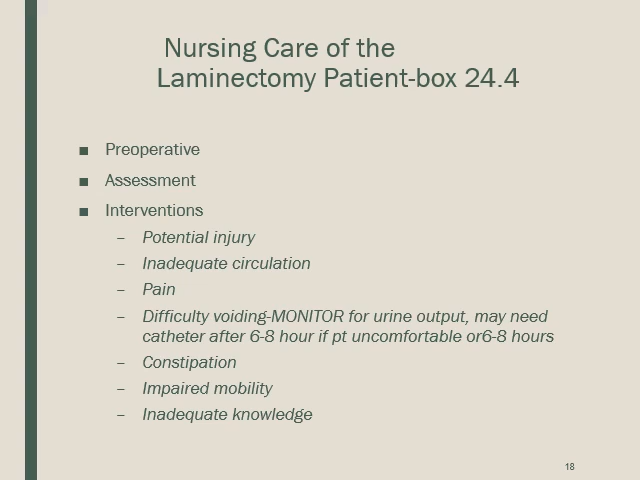 Nursing Care of the
Laminectomy Patient-box 24.4
■ Preoperative
■ Assessment
■ Interventions
– Potential injury
– Inadequate circulation
– Pain
– Difficulty voiding-MONITOR for urine output, may need
catheter after 6-8 hour if pt uncomfortable or6-8 hours
– Constipation
– Impaired mobility
– Inadequate knowledge
18